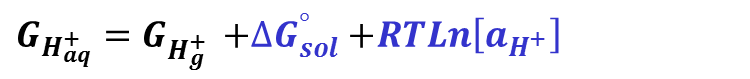 G_{H^+_{aq}} = G_{H^+_g} + ΔG°_{sol} + RTLn[a_{H^+}]